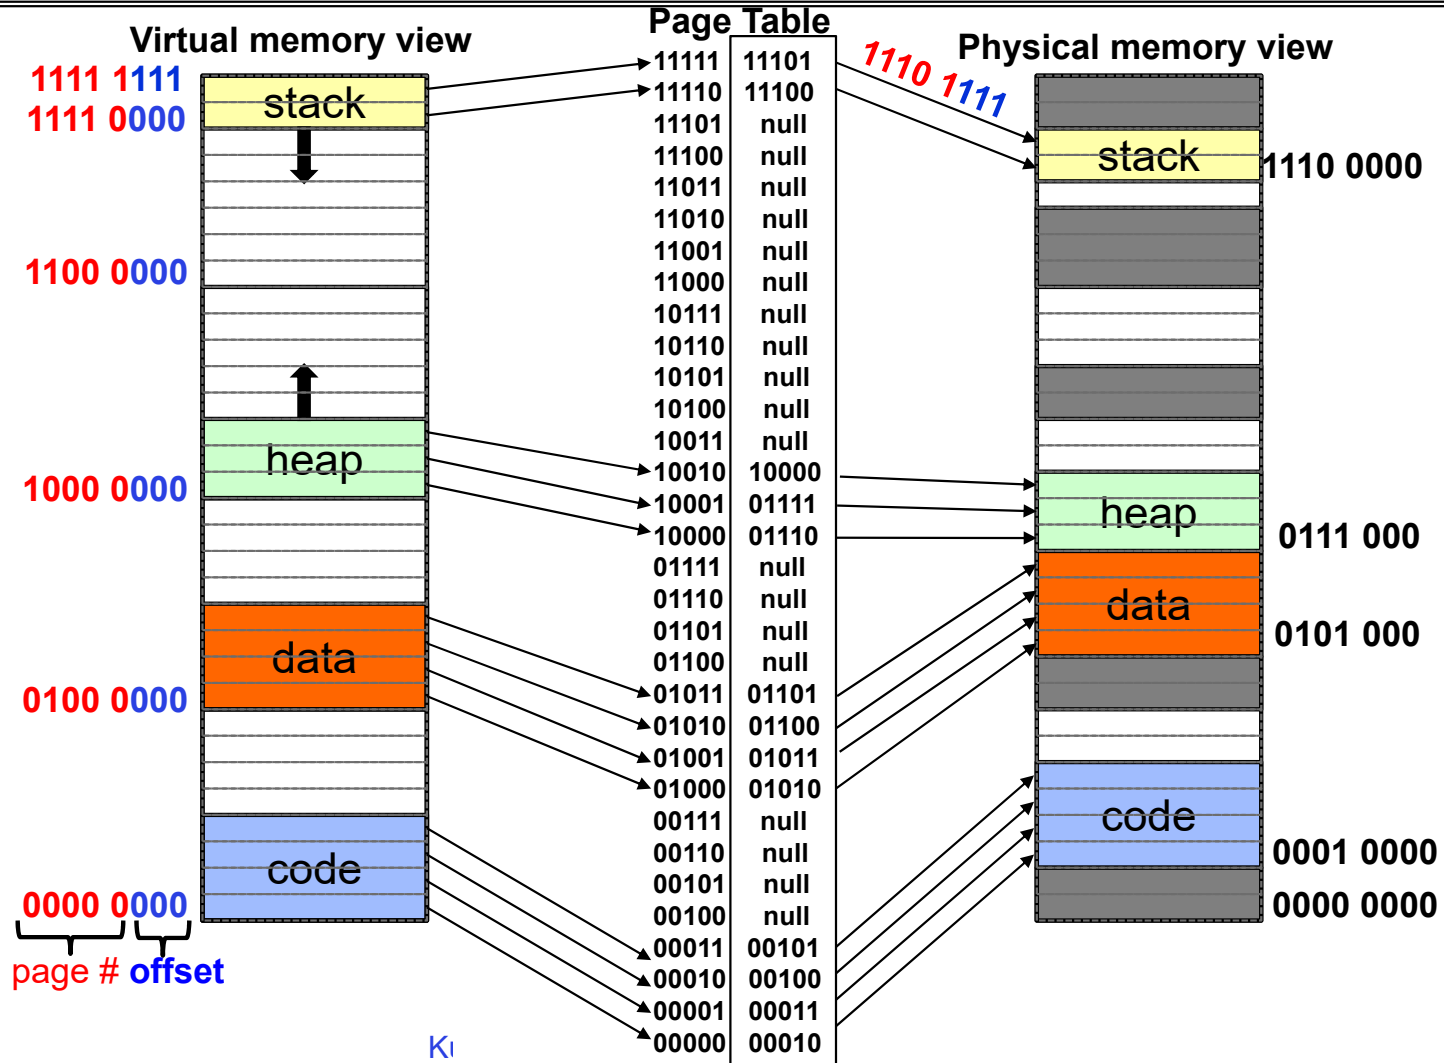 Page Table
Virtual memory view
Physical memory view
1111 1111
1111 0000
1100 0000
1000 0000
0100 0000
0000 0000
page # offset
stack
heap
data
code
11111 11101
11110 11100
11101 null
11100 null
11011 null
11010 null
11001 null
11000 null
10111 null
10110 null
10101 null
10100 null
10011 null
10010 10000
10001 01111
10000 01110
01111 null
01110 null
01101 null
01100 null
01011 01101
01010 01100
01001 01011
01000 01010
00111 null
00110 null
00101 null
00100 null
00011 00101
00010 00100
00001 00011
00000 00010
1110 1111
stack
1110 0000
heap
0111 000
data
0101 000
code
0001 0000
0000 0000